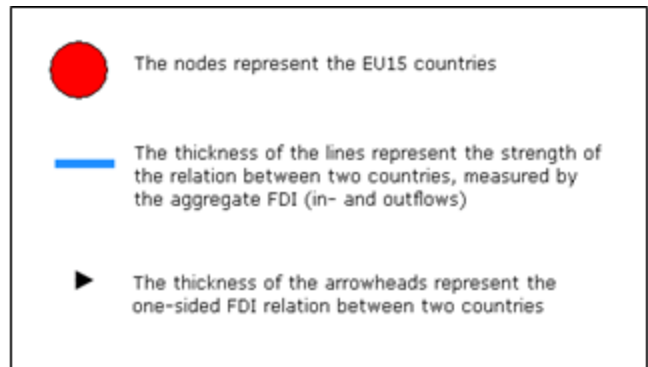 The nodes represent the EU15 countries
The thickness of the lines represent the strength of
the relation between two countries, measured by
the aggregate FDI (in- and outflows)
The thickness of the arrowheads represent the
one-sided FDI relation between two countries